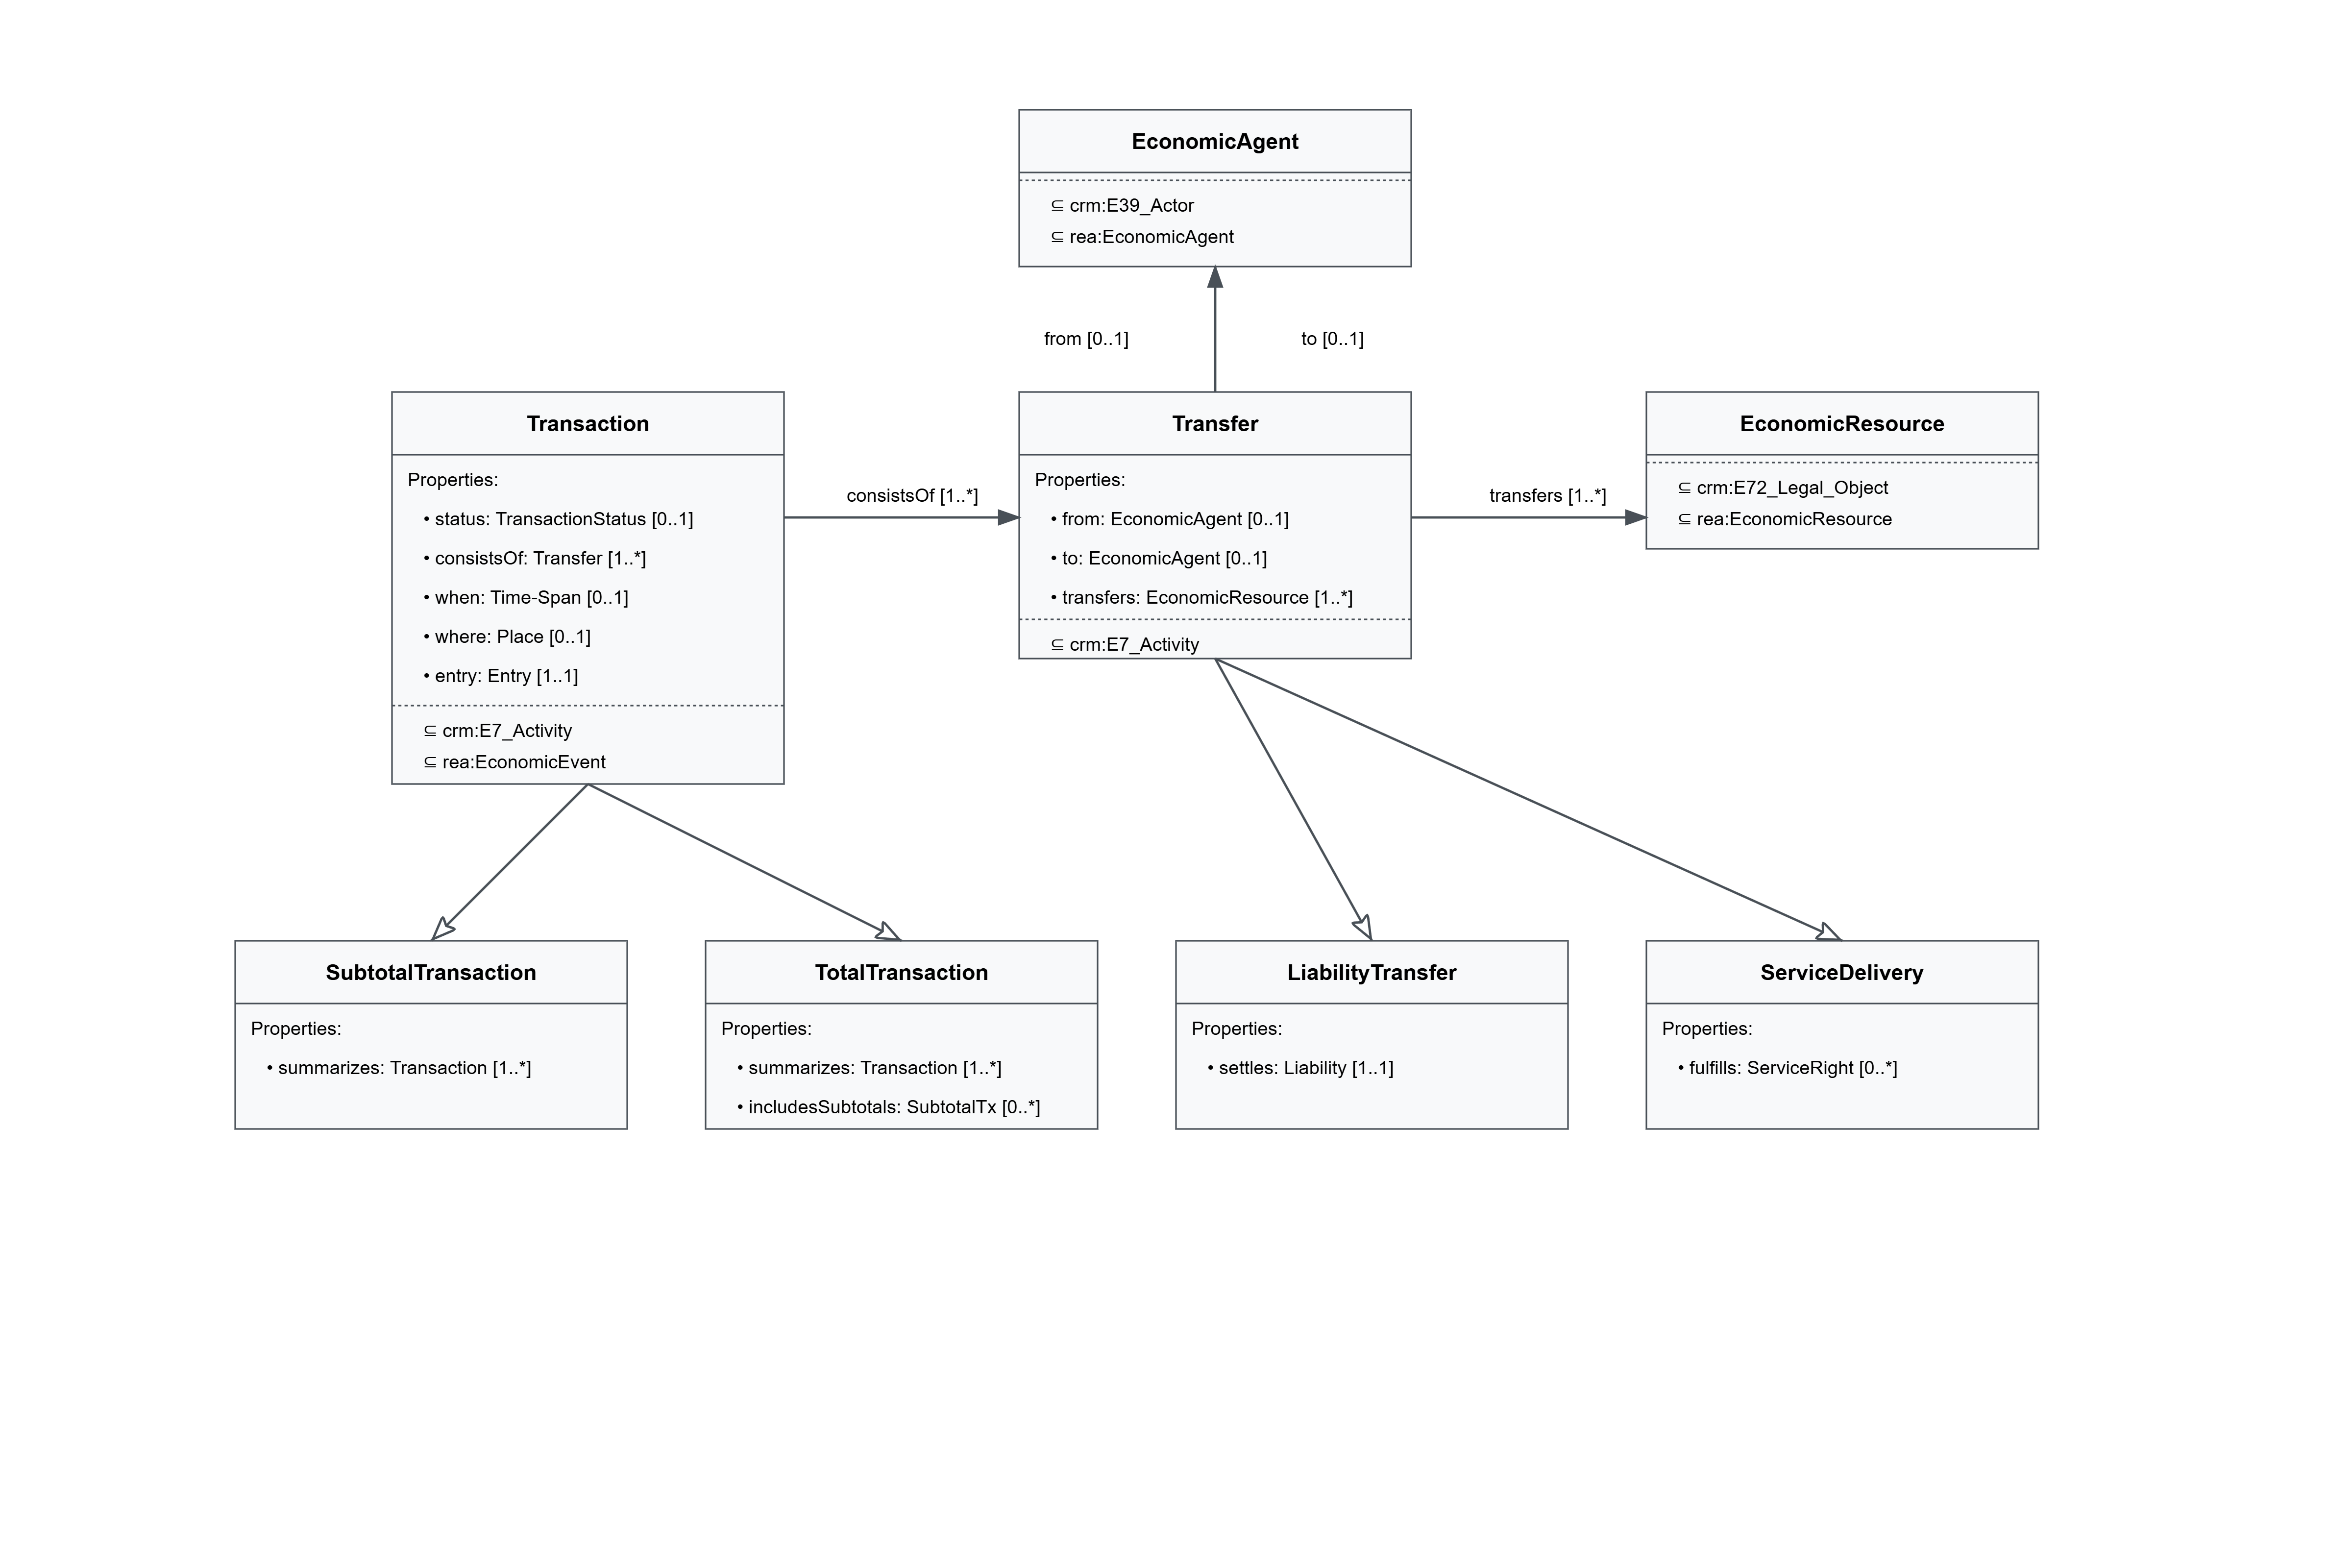 EconomicAgent
⊆ crm:E39_Actor
⊆ rea:EconomicAgent
from [0..1]
to [0..1]
Transaction
Properties:
• status: TransactionStatus [0..1]
• consistsOf: Transfer [1..*]
• when: Time-Span [0..1]
• where: Place [0..1]
• entry: Entry [1..1]
⊆ crm:E7_Activity
⊆ rea:EconomicEvent
consistsOf [1..*]
Transfer
Properties:
• from: EconomicAgent [0..1]
• to: EconomicAgent [0..1]
• transfers: EconomicResource [1..*]
⊆ crm:E7_Activity
transfers [1..*]
EconomicResource
⊆ crm:E72_Legal_Object
⊆ rea:EconomicResource
SubtotalTransaction
Properties:
• summarizes: Transaction [1..*]
TotalTransaction
Properties:
• summarizes: Transaction [1..*]
• includesSubtotals: SubtotalTx [0..*]
LiabilityTransfer
Properties:
• settles: Liability [1..1]
ServiceDelivery
Properties:
• fulfills: ServiceRight [0..*]